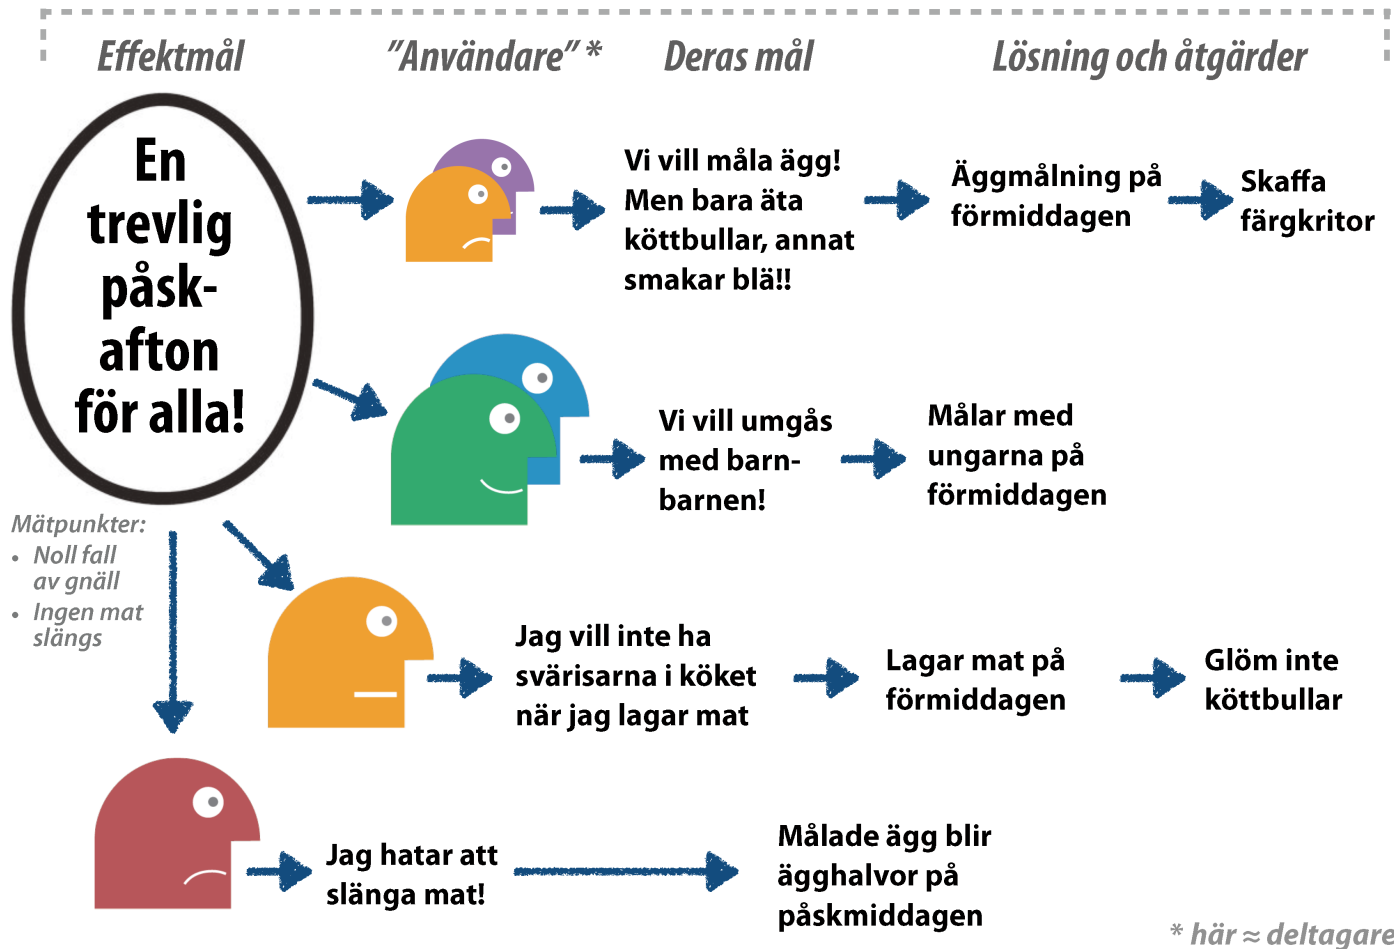 Effektmål
”Användare” *
Deras mål
Lösning och åtgärder
En
trevlig
påsk-
afton
för alla!
Mätpunkter:
• Noll fall
av gnäll
• Ingen mat
slängs
Vi vill måla ägg!
Men bara äta
köttbullar, annat
smakar blä!!
Äggmålning på
förmiddagen
Skaffa
färgkritor
Vi vill umgås
med barn-
barnen!
Målar med
ungarna på
förmiddagen
Jag vill inte ha
svärisarna i köket
när jag lagar mat
Lagar mat på
förmiddagen
Glöm inte
köttbullar
Jag hatar att
slänga mat!
Målade ägg blir
ägghalvor på
påskmiddagen
* här ≈ deltagare